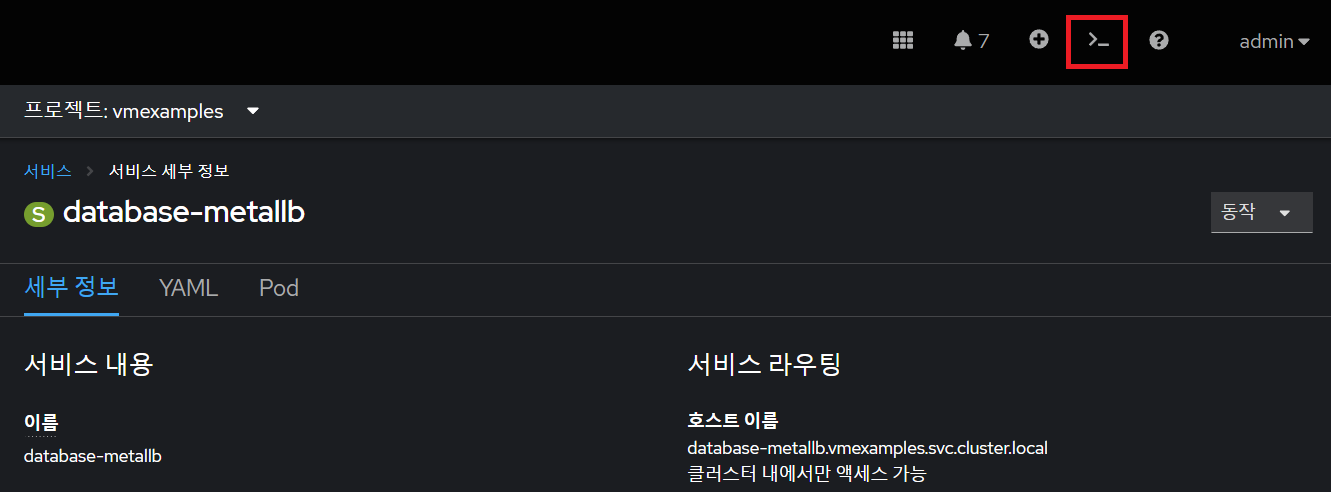 7
admin
프로젝트: vmexamples
서비스 > 서비스 세부 정보
S database-metallb
동작
세부 정보 YAML Pod
서비스 내용
이름
database-metallb
서비스 라우팅
호스트 이름
database-metallb.vmexamples.svc.cluster.local
클러스터 내에서만 액세스 가능